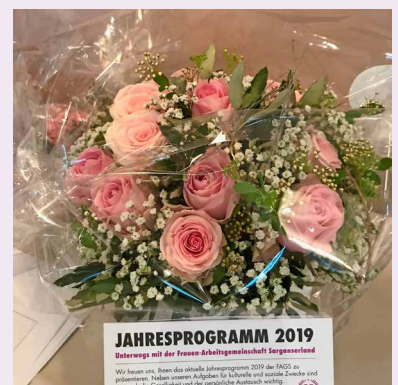 JAHRESPROGRAMM 2019
Unterwegs mit der Frauen-Arbeitsgemeinschaft Sarganserland
Wir freuen uns, Ihnen das aktuelle Jahresprogramm 2019 der FAGS zu
präsentieren. Neben unseren Aufgaben für kulturelle und soziale Zwecke sind
Geselligkeit und der persönliche Austausch wichtig.